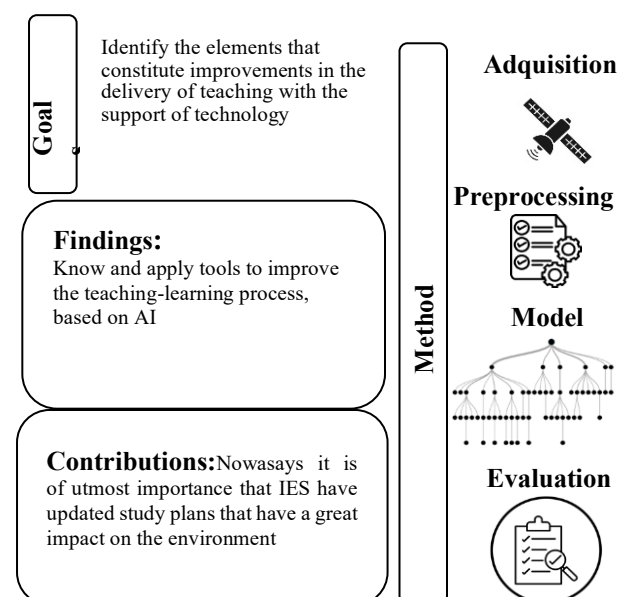 Goal
Identify the elements that
constitute improvements in the
delivery of teaching with the
support of technology
Findings:
Know and apply tools to improve
the teaching-learning process,
based on AI
Contributions:Nowasays it is
of utmost importance that IES have
updated study plans that have a great
impact on the environment
Method
Adquisition
Preprocessing
Model
Evaluation